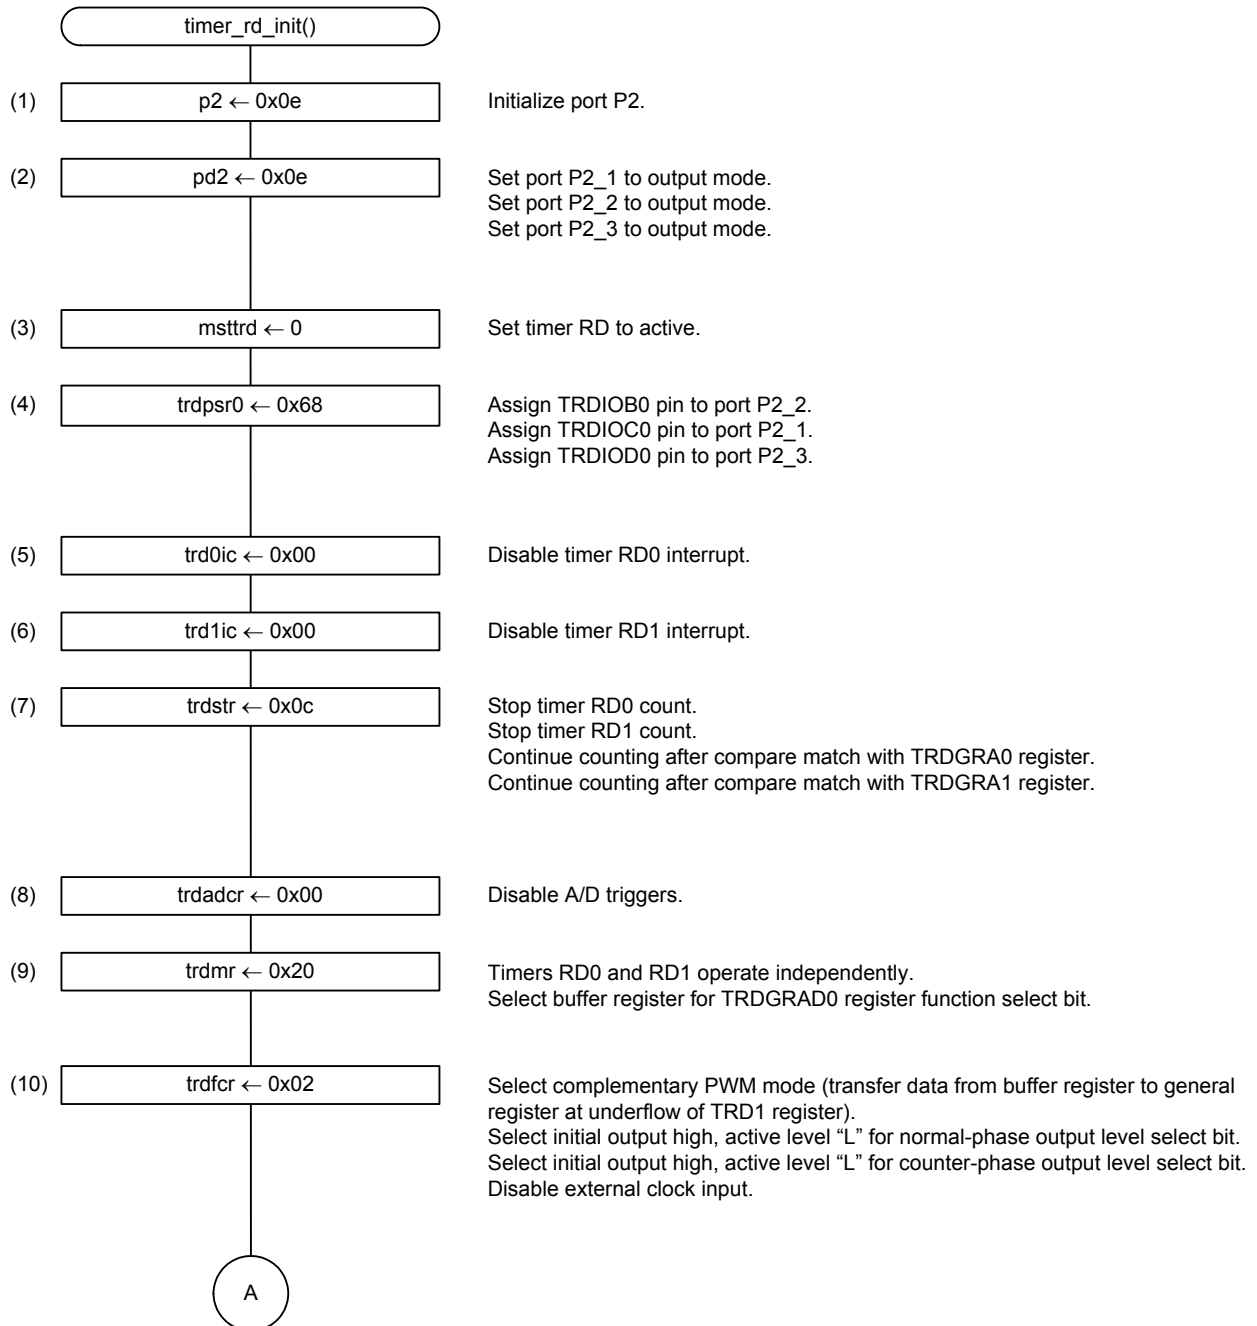 timer_rd_init()
(1) p2 ← 0x0e Initialize port P2.
(2) pd2 ← 0x0e Set port P2_1 to output mode.
Set port P2_2 to output mode.
Set port P2_3 to output mode.
(3) msttrd ← 0 Set timer RD to active.
(4) trdpsr0 ← 0x68 Assign TRDIOB0 pin to port P2_2.
Assign TRDIOC0 pin to port P2_1.
Assign TRDIOD0 pin to port P2_3.
(5) trd0ic ← 0x00 Disable timer RD0 interrupt.
(6) trd1ic ← 0x00 Disable timer RD1 interrupt.
(7) trdstr ← 0x0c Stop timer RD0 count.
Stop timer RD1 count.
Continue counting after compare match with TRDGRA0 register.
Continue counting after compare match with TRDGRA1 register.
(8) trdadcr ← 0x00 Disable A/D triggers.
(9) trdmr ← 0x20 Timers RD0 and RD1 operate independently.
Select buffer register for TRDGRAD0 register function select bit.
(10) trdfcr ← 0x02 Select complementary PWM mode (transfer data from buffer register to general
register at underflow of TRD1 register).
Select initial output high, active level “L” for normal-phase output level select bit.
Select initial output high, active level “L” for counter-phase output level select bit.
Disable external clock input.
A